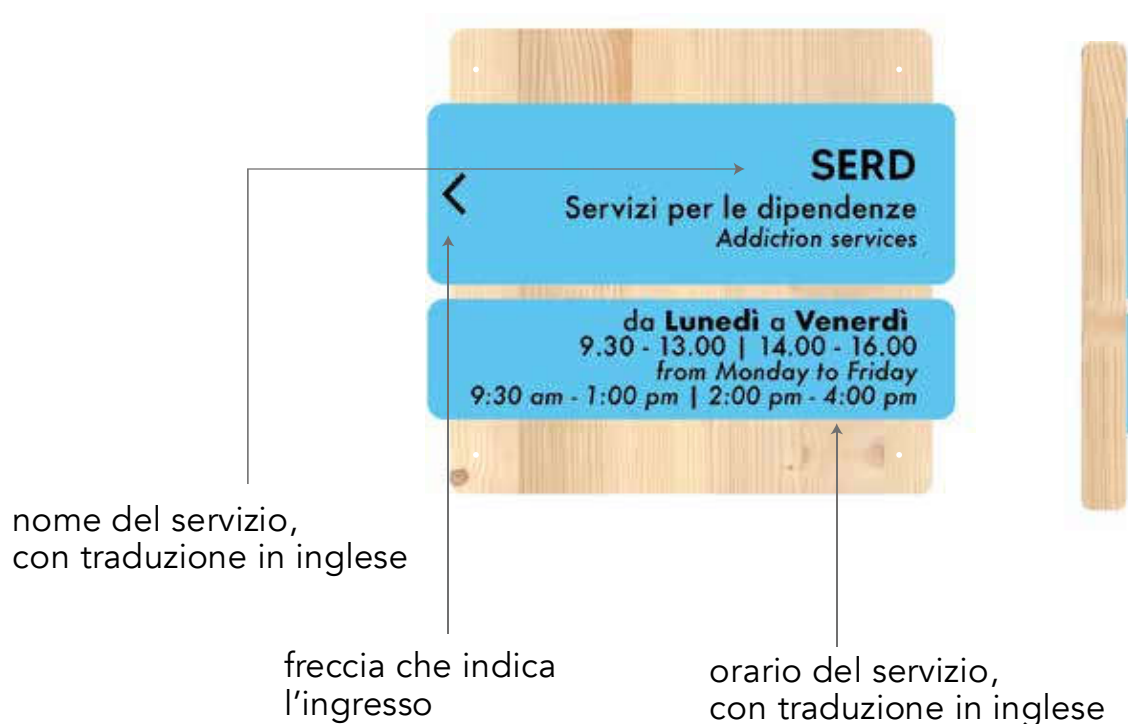 SERD
Servizi per le dipendenze
Addiction services
da Lunedì a Venerdì
9.30 - 13.00 | 14.00 - 16.00
from Monday to Friday
9:30 am - 1:00 pm | 2:00 pm - 4:00 pm
nome del servizio,
con traduzione in inglese
freccia che indica
l'ingresso
orario del servizio,
con traduzione in inglese